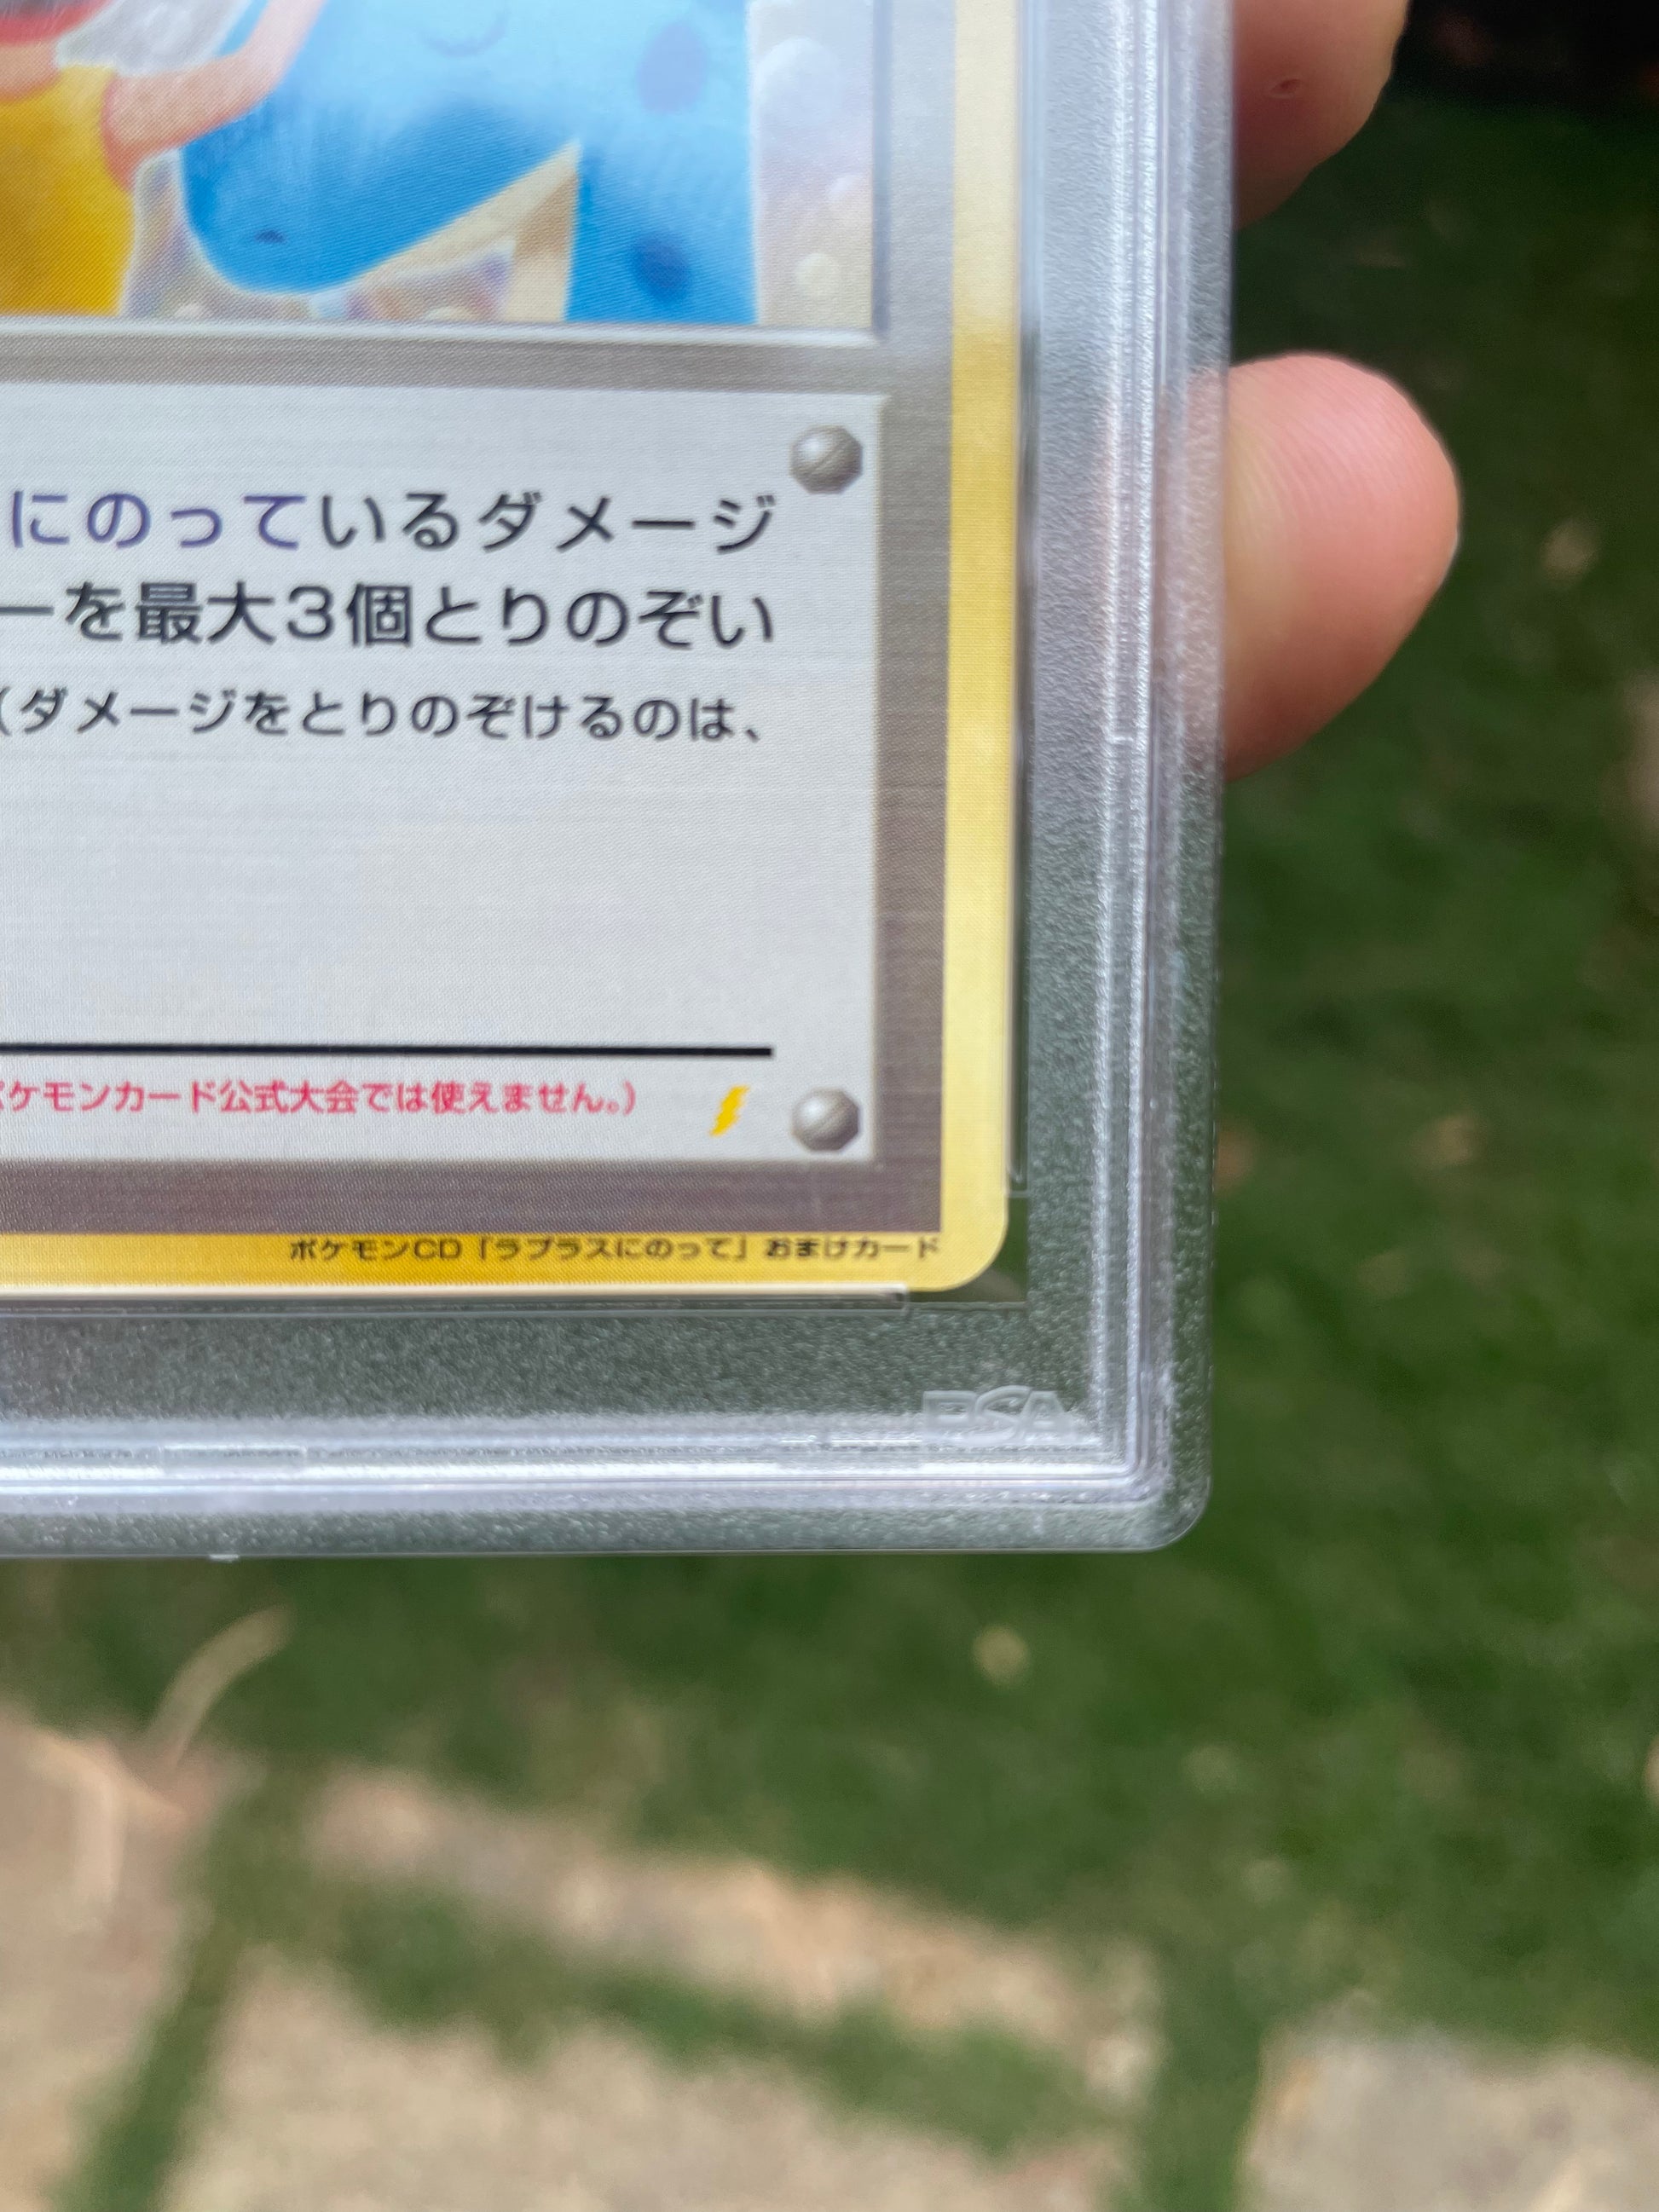 にのっているダメージ
ーを最大3個とりのぞい
(ダメージをとりのぞけるのは、
ポケモンカード公式大会では使えません。)
ポケモンCD「ラプラスにのって」おまけカード
PSA